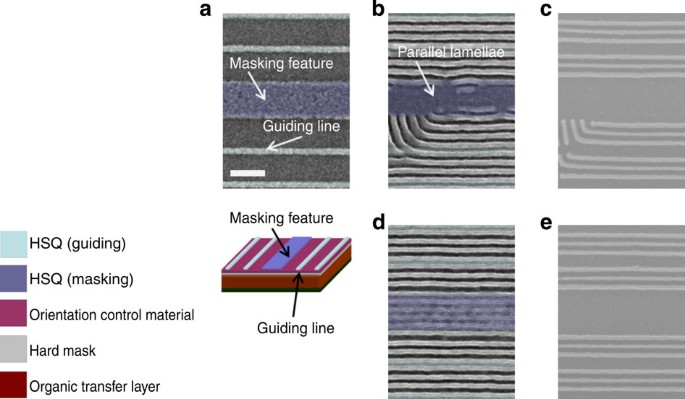 a
b
c
Masking feature
Guiding line
Parallel lamellae
Masking feature
Guiding line
d
e
HSQ (guiding)
HSQ (masking)
Orientation control material
Hard mask
Organic transfer layer